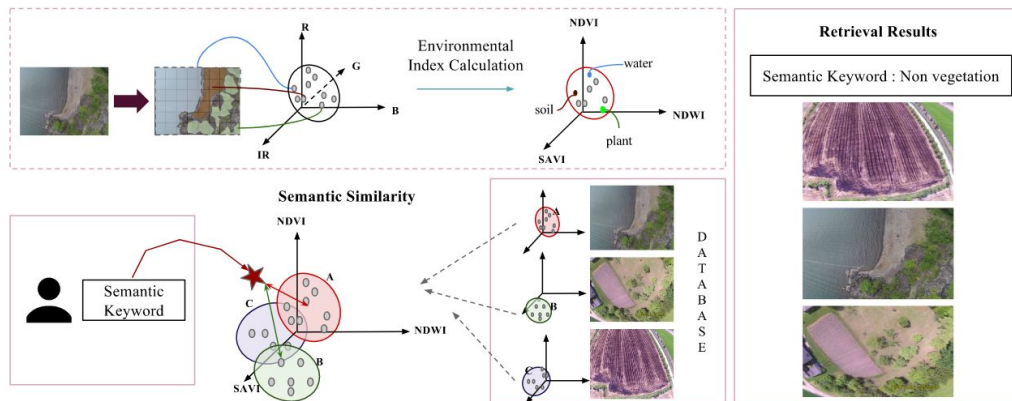 R
G
B
IR
Environmental
Index Calculation
NDVI
water
soil
NDWI
SAVI
plant
Semantic Similarity
Semantic
Keyword
NDVI
A
C
NDWI
B
SAVI
A
B
C
D
A
T
A
B
A
S
E
Retrieval Results
Semantic Keyword : Non vegetation